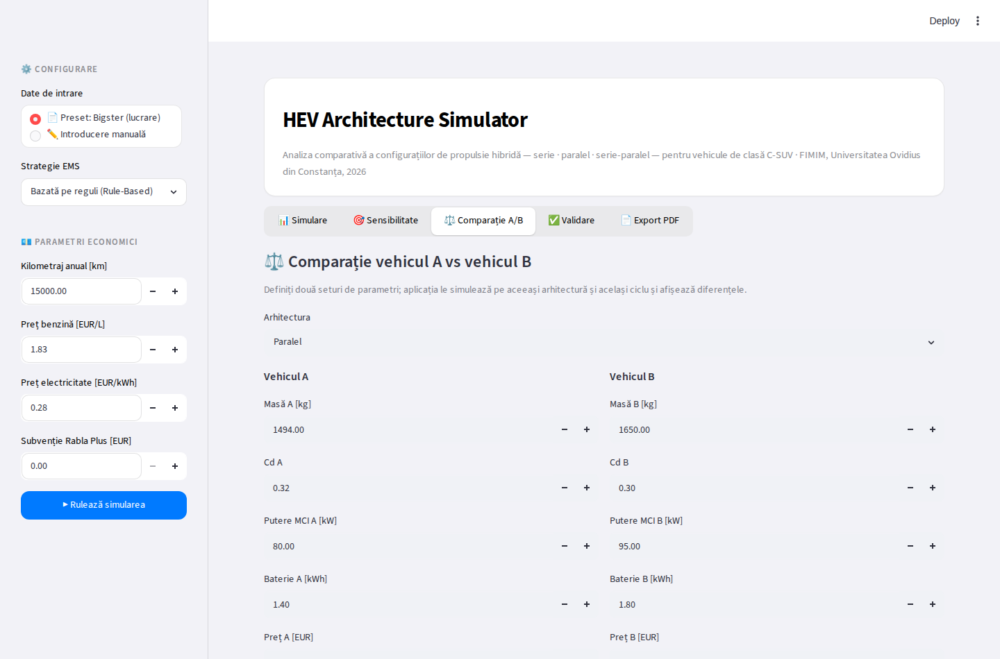 Deploy
⚙️ CONFIGURARE
Date de intrare
📄 Preset: Bigster (lucrare)
✏️ Introducere manuală
Strategie EMS
Bazată pe reguli (Rule-Based)
💶 PARAMETRI ECONOMICI
Kilometraj anual [km]
15000.00
Preț benzină [EUR/L]
1.83
Preț electricitate [EUR/kWh]
0.28
Subvenție Rabla Plus [EUR]
0.00
▶ Rulează simularea
HEV Architecture Simulator
Analiza comparativă a configurațiilor de propulsie hibridă — serie · paralel · serie-paralel — pentru vehicule de clasă C-SUV · FIMIM, Universitatea Ovidius
din Constanța, 2026
📊 Simulare 🎯 Sensibilitate ⚖️ Comparație A/B ✅ Validare 📄 Export PDF
⚖️ Comparație vehicul A vs vehicul B
Definiți două seturi de parametri; aplicația le simulează pe aceeași arhitectură și același ciclu și afișează diferențele.
Arhitectura
Paralel
Vehicul A
Masă A [kg]
1494.00
Cd A
0.32
Putere MCI A [kW]
80.00
Baterie A [kWh]
1.40
Preț A [EUR]
Vehicul B
Masă B [kg]
1650.00
Cd B
0.30
Putere MCI B [kW]
95.00
Baterie B [kWh]
1.80
Preț B [EUR]